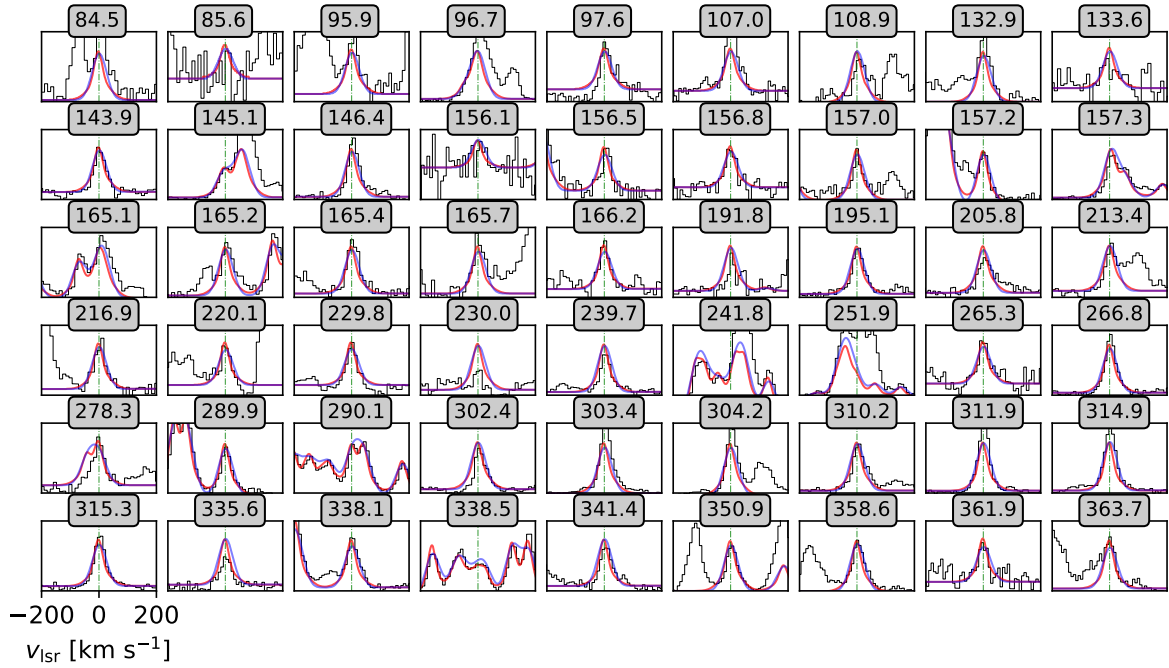 84.5 85.6 95.9 96.7 97.6 107.0 108.9 132.9 133.6
143.9 145.1 146.4 156.1 156.5 156.8 157.0 157.2 157.3
165.1 165.2 165.4 165.7 166.2 191.8 195.1 205.8 213.4
216.9 220.1 229.8 230.0 239.7 241.8 251.9 265.3 266.8
278.3 289.9 290.1 302.4 303.4 304.2 310.2 311.9 314.9
315.3 335.6 338.1 338.5 341.4 350.9 358.6 361.9 363.7
−200 0 200
v_lsr [km s⁻¹]